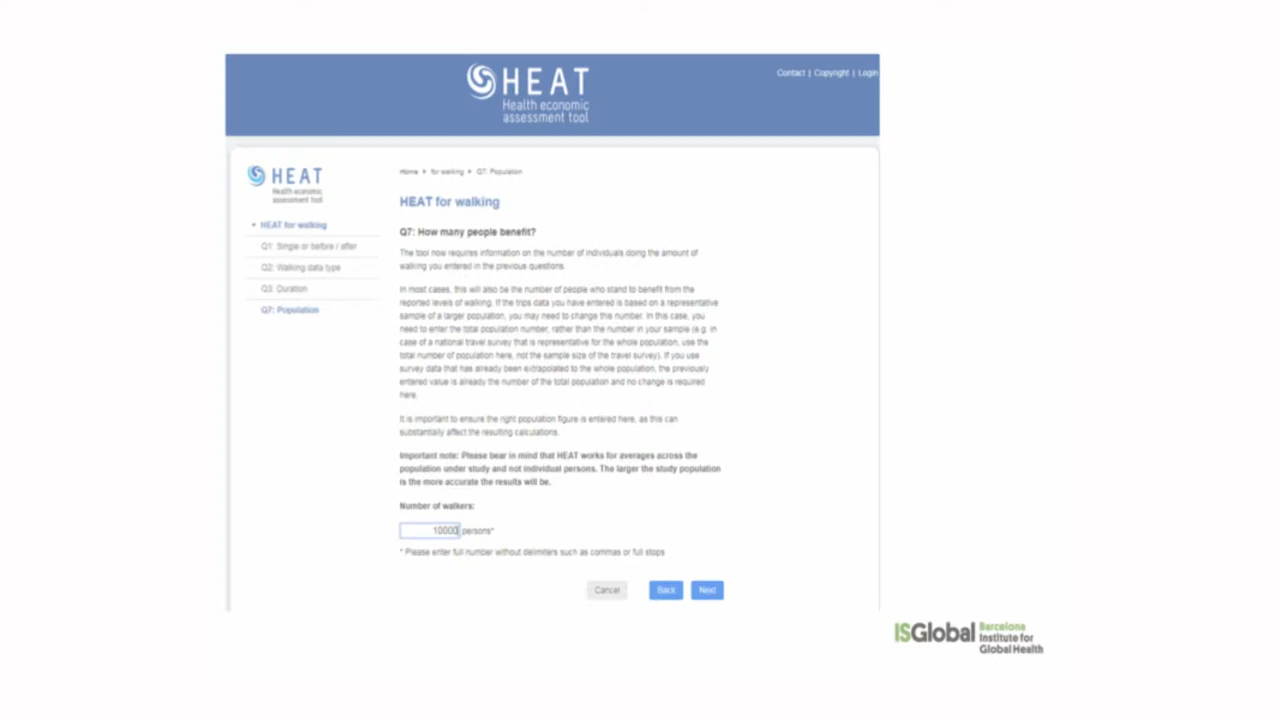 HEAT
Health economic
assessment tool
Contact | Copyright | Login
HEAT
Health economic
assessment tool
HEAT for walking
Q1: Single or before / after
Q2: Walking data type
Q3: Duration
Q7: Population
Home for walking Q7: Population
HEAT for walking
Q7: How many people benefit?
The tool now requires information on the number of individuals doing the amount of
walking you entered in the previous questions.
In most cases, this will also be the number of people who stand to benefit from the
reported levels of walking. If the trips data you have entered is based on a representative
sample of a larger population, you may need to change this number. In this case, you
need to enter the total population number, rather than the number in your sample (e.g. in
case of a national travel survey that is representative for the whole population, use the
total number of population here, not the sample size of the travel survey). If you use
survey data that has already been extrapolated to the whole population, the previously
entered value is already the number of the total population and no change is required
here.
It is important to ensure the right population figure is entered here, as this can
substantially affect the resulting calculations.
Important note: Please bear in mind that HEAT works for averages across the
population under study and not individual persons. The larger the study population
is the more accurate the results will be.
Number of walkers:
10000 persons*
* Please enter full number without delimiters such as commas or full stops
Cancel Back Next
ISGlobal Barcelona
Institute for
Global Health